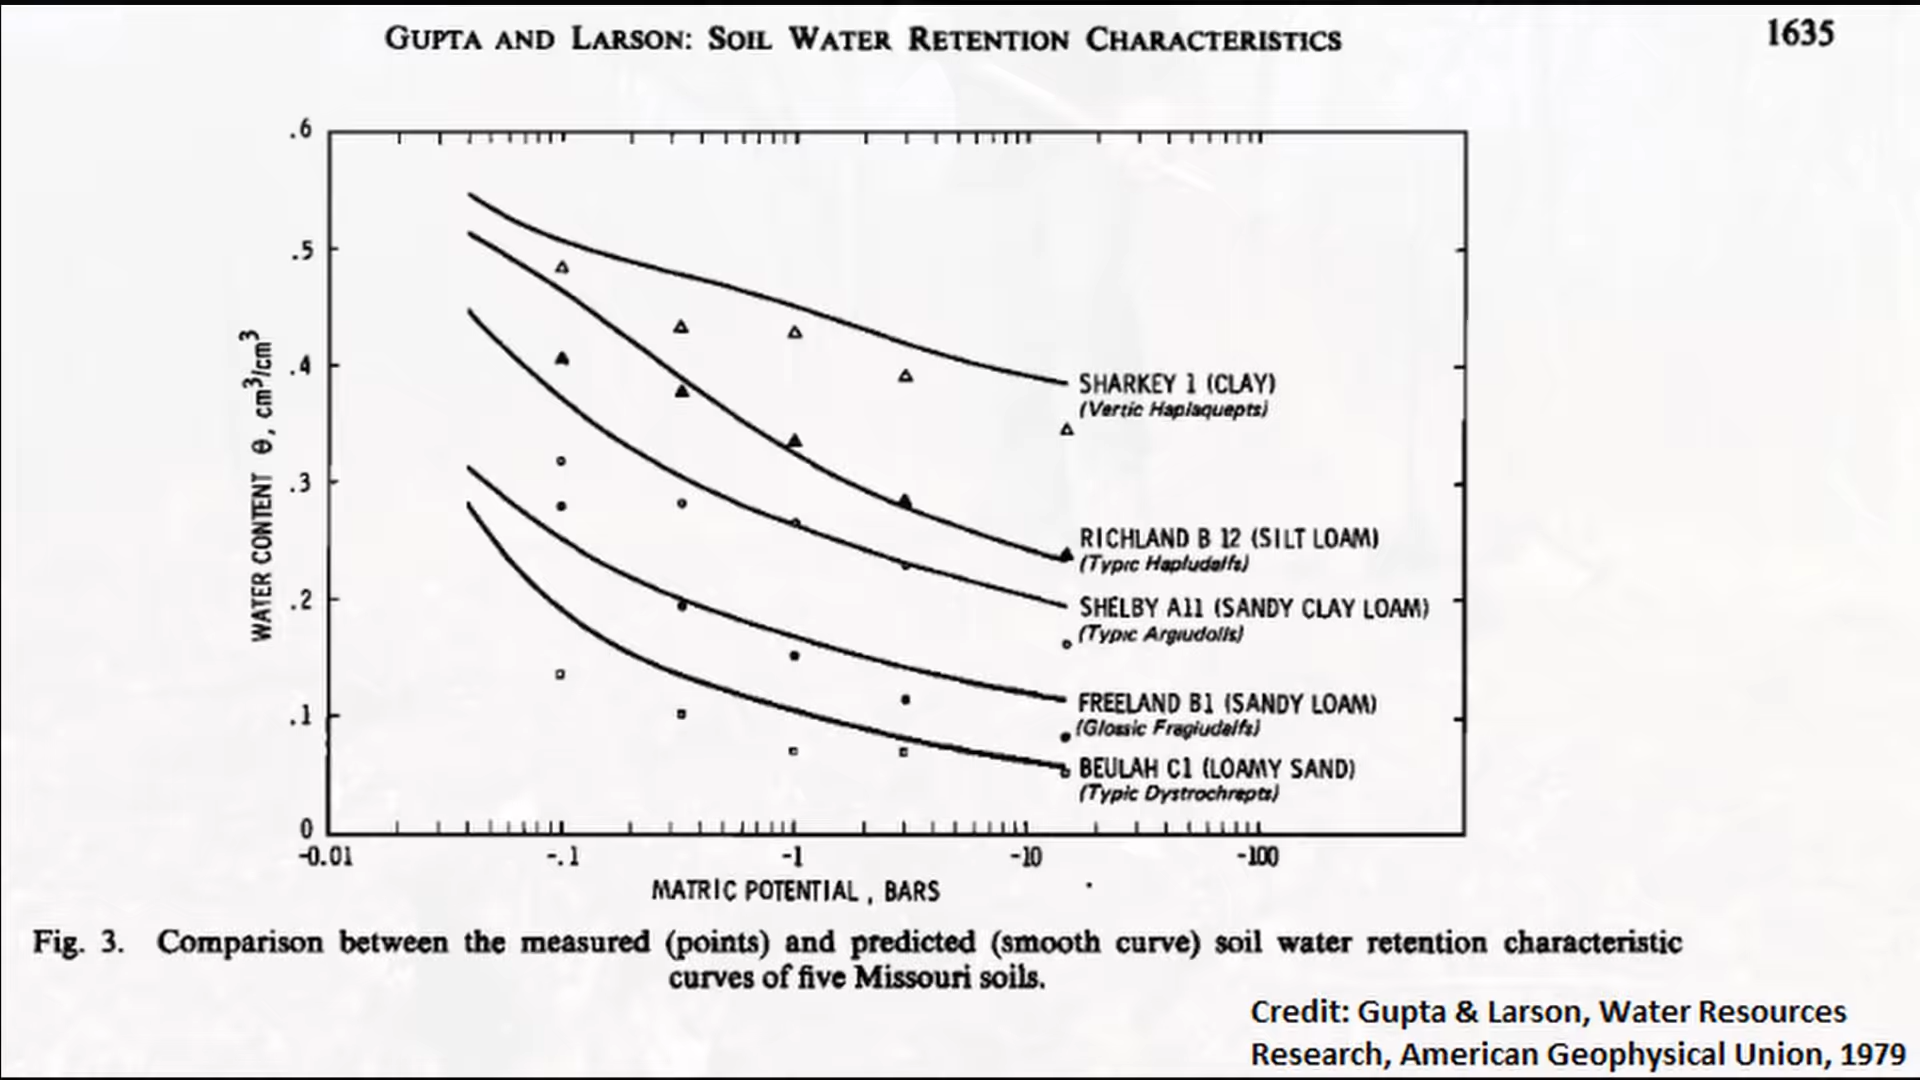 GUPTA AND LARSON: SOIL WATER RETENTION CHARACTERISTICS
1635
.6
.5
.4
.3
.2
.1
0
WATER CONTENT θ, cm³/cm³
SHARKEY 1 (CLAY)
(Vertic Haplaquepts)
RICHLAND B 12 (SILT LOAM)
(Typic Hapludalfs)
SHELBY A11 (SANDY CLAY LOAM)
(Typic Argiudolls)
FREELAND B1 (SANDY LOAM)
(Glossic Fragiudalfs)
BEULAH C1 (LOAMY SAND)
(Typic Dystrochrepts)
-0.01 -.1 -1 -10 -100
MATRIC POTENTIAL, BARS
Fig. 3. Comparison between the measured (points) and predicted (smooth curve) soil water retention characteristic
curves of five Missouri soils.
Credit: Gupta & Larson, Water Resources
Research, American Geophysical Union, 1979